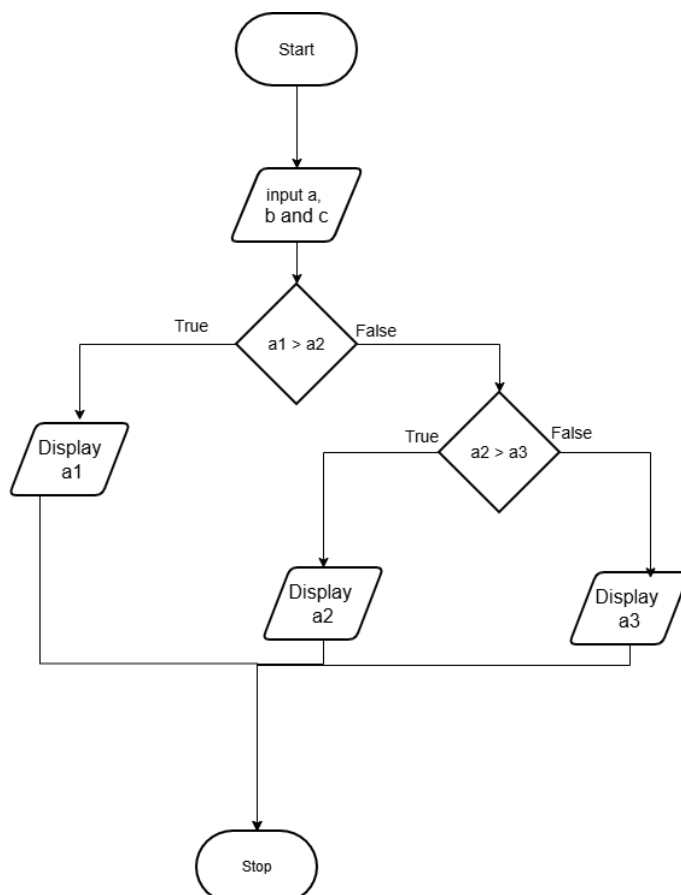 Start
input a,
b and c
True
a1 > a2
False
Display
a1
True
a2 > a3
False
Display
a2
Display
a3
Stop